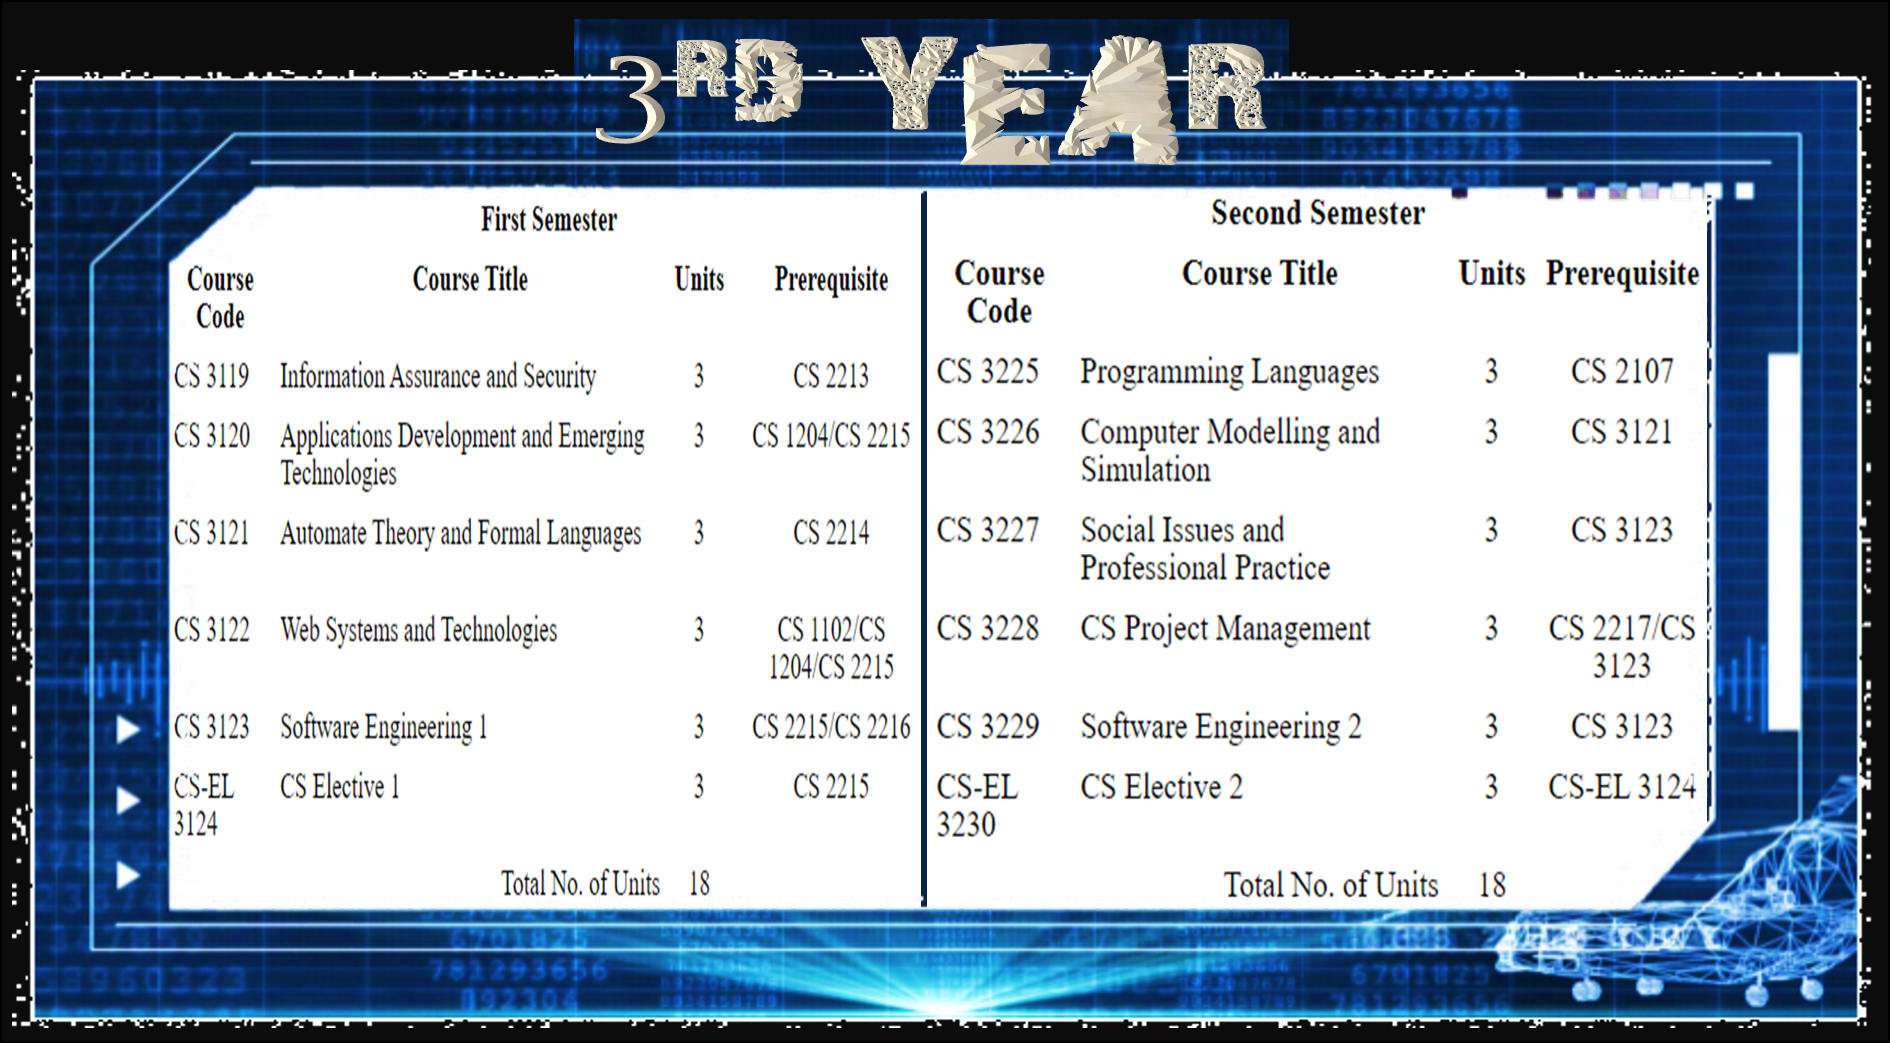 3RD YEAR
First Semester
Course Title Units Prerequisite
Course
Code
CS 3119 Information Assurance and Security 3 CS 2213
CS 3120 Applications Development and Emerging 3 CS 1204/CS 2215
Technologies
CS 3121 Automate Theory and Formal Languages 3 CS 2214
CS 3122 Web Systems and Technologies 3 CS 1102/CS
1204/CS 2215
CS 3123 Software Engineering 1 3 CS 2215/CS 2216
CS-EL CS Elective 1 3 CS 2215
3124
Total No. of Units 18
Second Semester
Course Title Units Prerequisite
Course
Code
CS 3225 Programming Languages 3 CS 2107
CS 3226 Computer Modelling and 3 CS 3121
Simulation
CS 3227 Social Issues and 3 CS 3123
Professional Practice
CS 3228 CS Project Management 3 CS 2217/CS
3123
CS 3229 Software Engineering 2 3 CS 3123
CS-EL CS Elective 2 3 CS-EL 3124
3230
Total No. of Units 18
6701825
781293656
892304